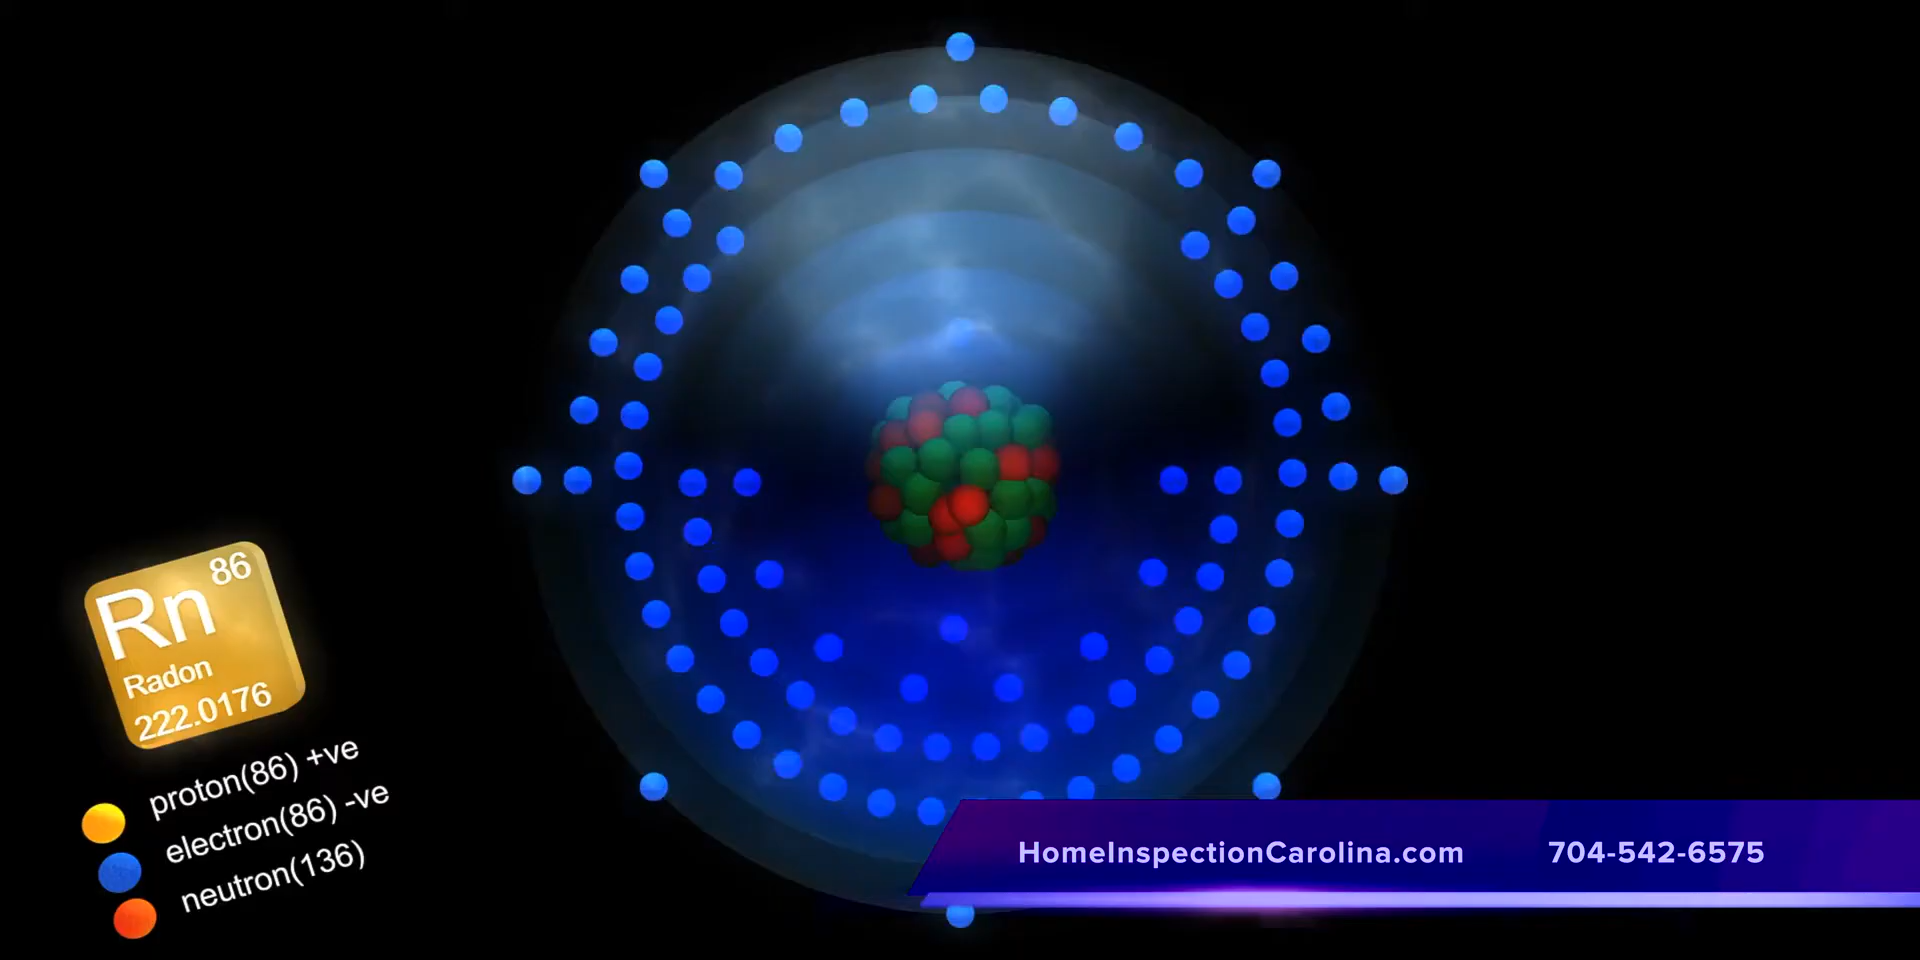 86
Rn
Radon
222.0176
proton(86) +ve
electron(86) -ve
neutron(136)
HomeInspectionCarolina.com 704-542-6575